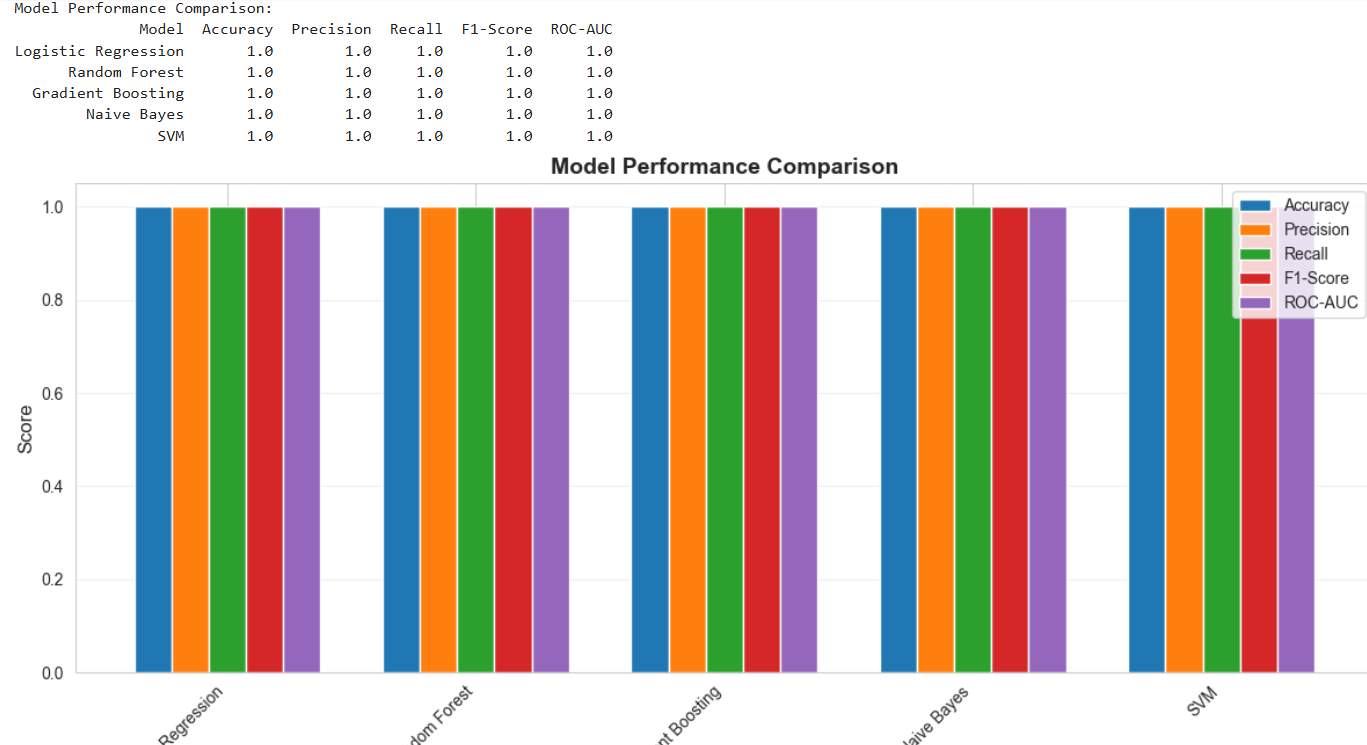 Model Performance Comparison:
Model Accuracy Precision Recall F1-Score ROC-AUC
Logistic Regression 1.0 1.0 1.0 1.0 1.0
Random Forest 1.0 1.0 1.0 1.0 1.0
Gradient Boosting 1.0 1.0 1.0 1.0 1.0
Naive Bayes 1.0 1.0 1.0 1.0 1.0
SVM 1.0 1.0 1.0 1.0 1.0
Model Performance Comparison
Accuracy
Precision
Recall
F1-Score
ROC-AUC
1.0
0.8
0.6
0.4
0.2
0.0
Score
Regression
dom Forest
nt Boosting
aive Bayes
SVM